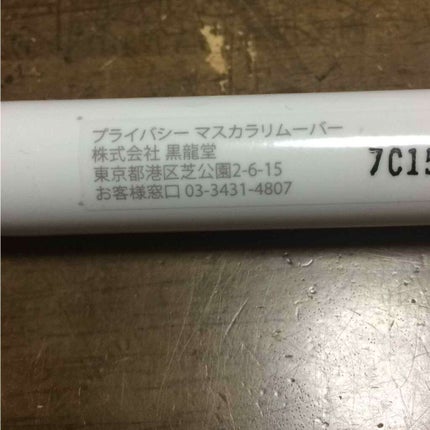 プライバシー マスカラリムーバー
株式会社 黒龍堂
東京都港区芝公園2-6-15
お客様窓口 03-3431-4807
7C15